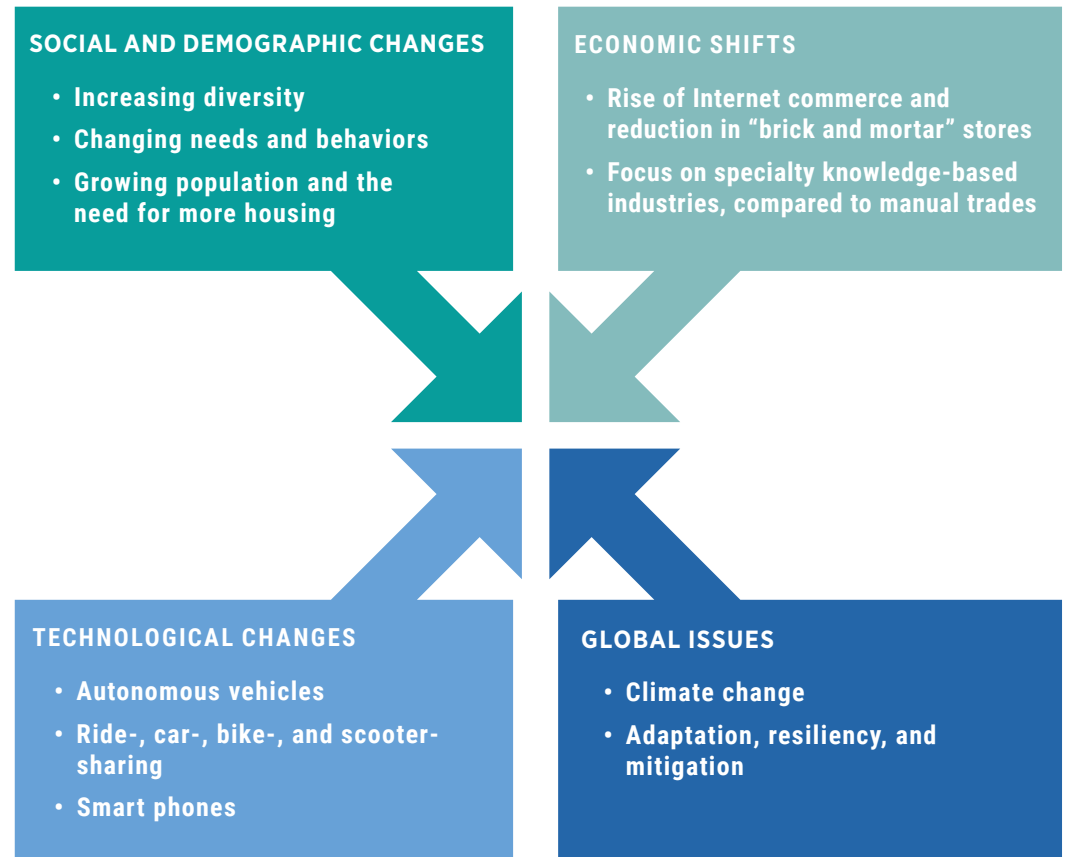 SOCIAL AND DEMOGRAPHIC CHANGES
• Increasing diversity
• Changing needs and behaviors
• Growing population and the
need for more housing
ECONOMIC SHIFTS
• Rise of Internet commerce and
reduction in “brick and mortar” stores
• Focus on specialty knowledge-based
industries, compared to manual trades
TECHNOLOGICAL CHANGES
• Autonomous vehicles
• Ride-, car-, bike-, and scooter-
sharing
• Smart phones
GLOBAL ISSUES
• Climate change
• Adaptation, resiliency, and
mitigation